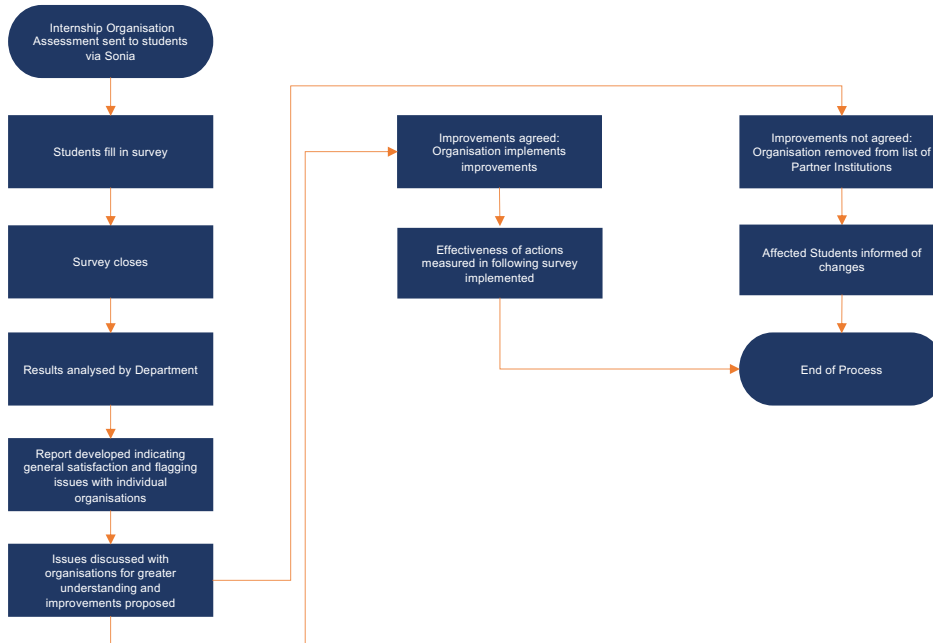 Internship Organisation
Assessment sent to students
via Sonia
Students fill in survey
Survey closes
Results analysed by Department
Report developed indicating
general satisfaction and flagging
issues with individual
organisations
Issues discussed with
organisations for greater
understanding and
improvements proposed
Improvements agreed:
Organisation implements
improvements
Effectiveness of actions
measured in following survey
implemented
Improvements not agreed:
Organisation removed from list of
Partner Institutions
Affected Students informed of
changes
End of Process